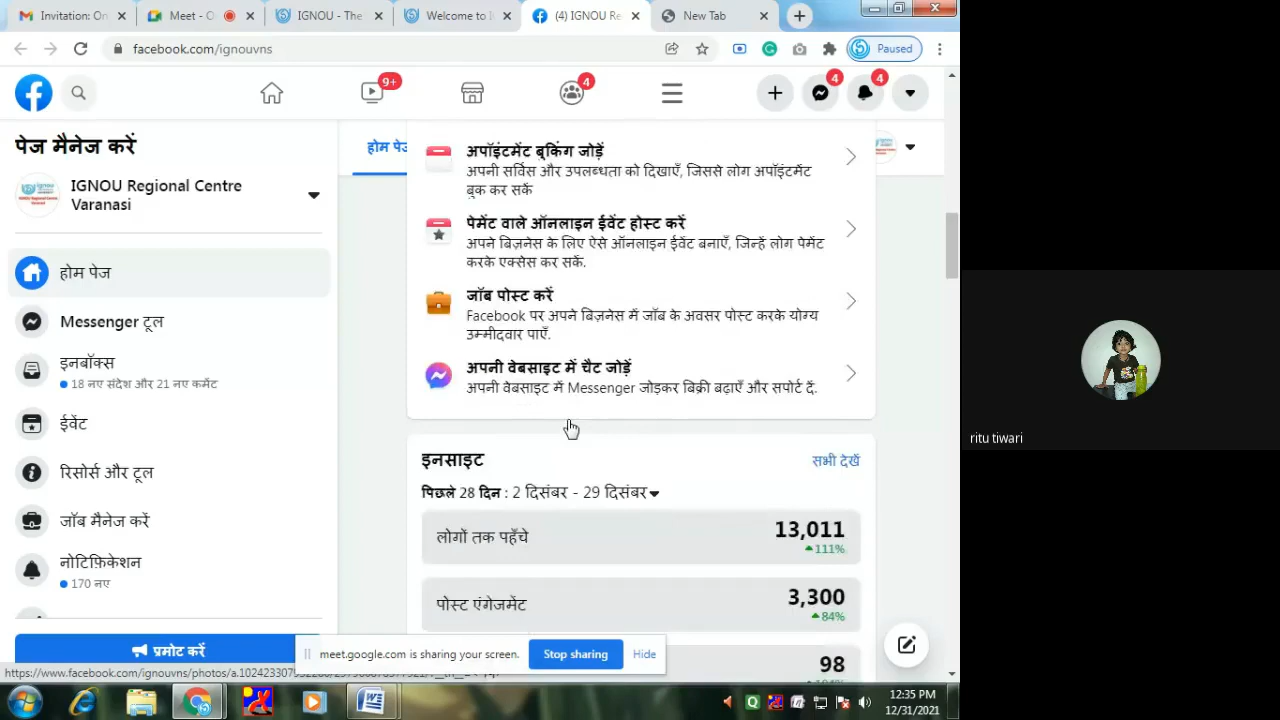 Invitation: On
Meet - O
IGNOU - The
Welcome to I
(4) IGNOU Re
New Tab
facebook.com/ignouvns
Paused
9+
4
4
4
पेज मैनेज करें
IGNOU Regional Centre
Varanasi
होम पेज
Messenger टूल
इनबॉक्स
18 नए संदेश और 21 नए कमेंट
ईवेंट
रिसोर्स और टूल
जॉब मैनेज करें
नोटिफ़िकेशन
170 नए
प्रमोट करें
होम पेज
अपॉइंटमेंट बुकिंग जोड़ें
अपनी सर्विस और उपलब्धता को दिखाएँ, जिससे लोग अपॉइंटमेंट
बुक कर सकें
पेमेंट वाले ऑनलाइन ईवेंट होस्ट करें
अपने बिज़नेस के लिए ऐसे ऑनलाइन ईवेंट बनाएँ, जिन्हें लोग पेमेंट
करके एक्सेस कर सकें.
जॉब पोस्ट करें
Facebook पर अपने बिज़नेस में जॉब के अवसर पोस्ट करके योग्य
उम्मीदवार पाएँ.
अपनी वेबसाइट में चैट जोड़ें
अपनी वेबसाइट में Messenger जोड़कर बिक्री बढ़ाएँ और सपोर्ट दें.
इनसाइट
सभी देखें
पिछले 28 दिन : 2 दिसंबर - 29 दिसंबर
लोगों तक पहुँचे
13,011
111%
पोस्ट एंगेजमेंट
3,300
84%
98
meet.google.com is sharing your screen.
Stop sharing
Hide
12:35 PM
12/31/2021
ritu tiwari